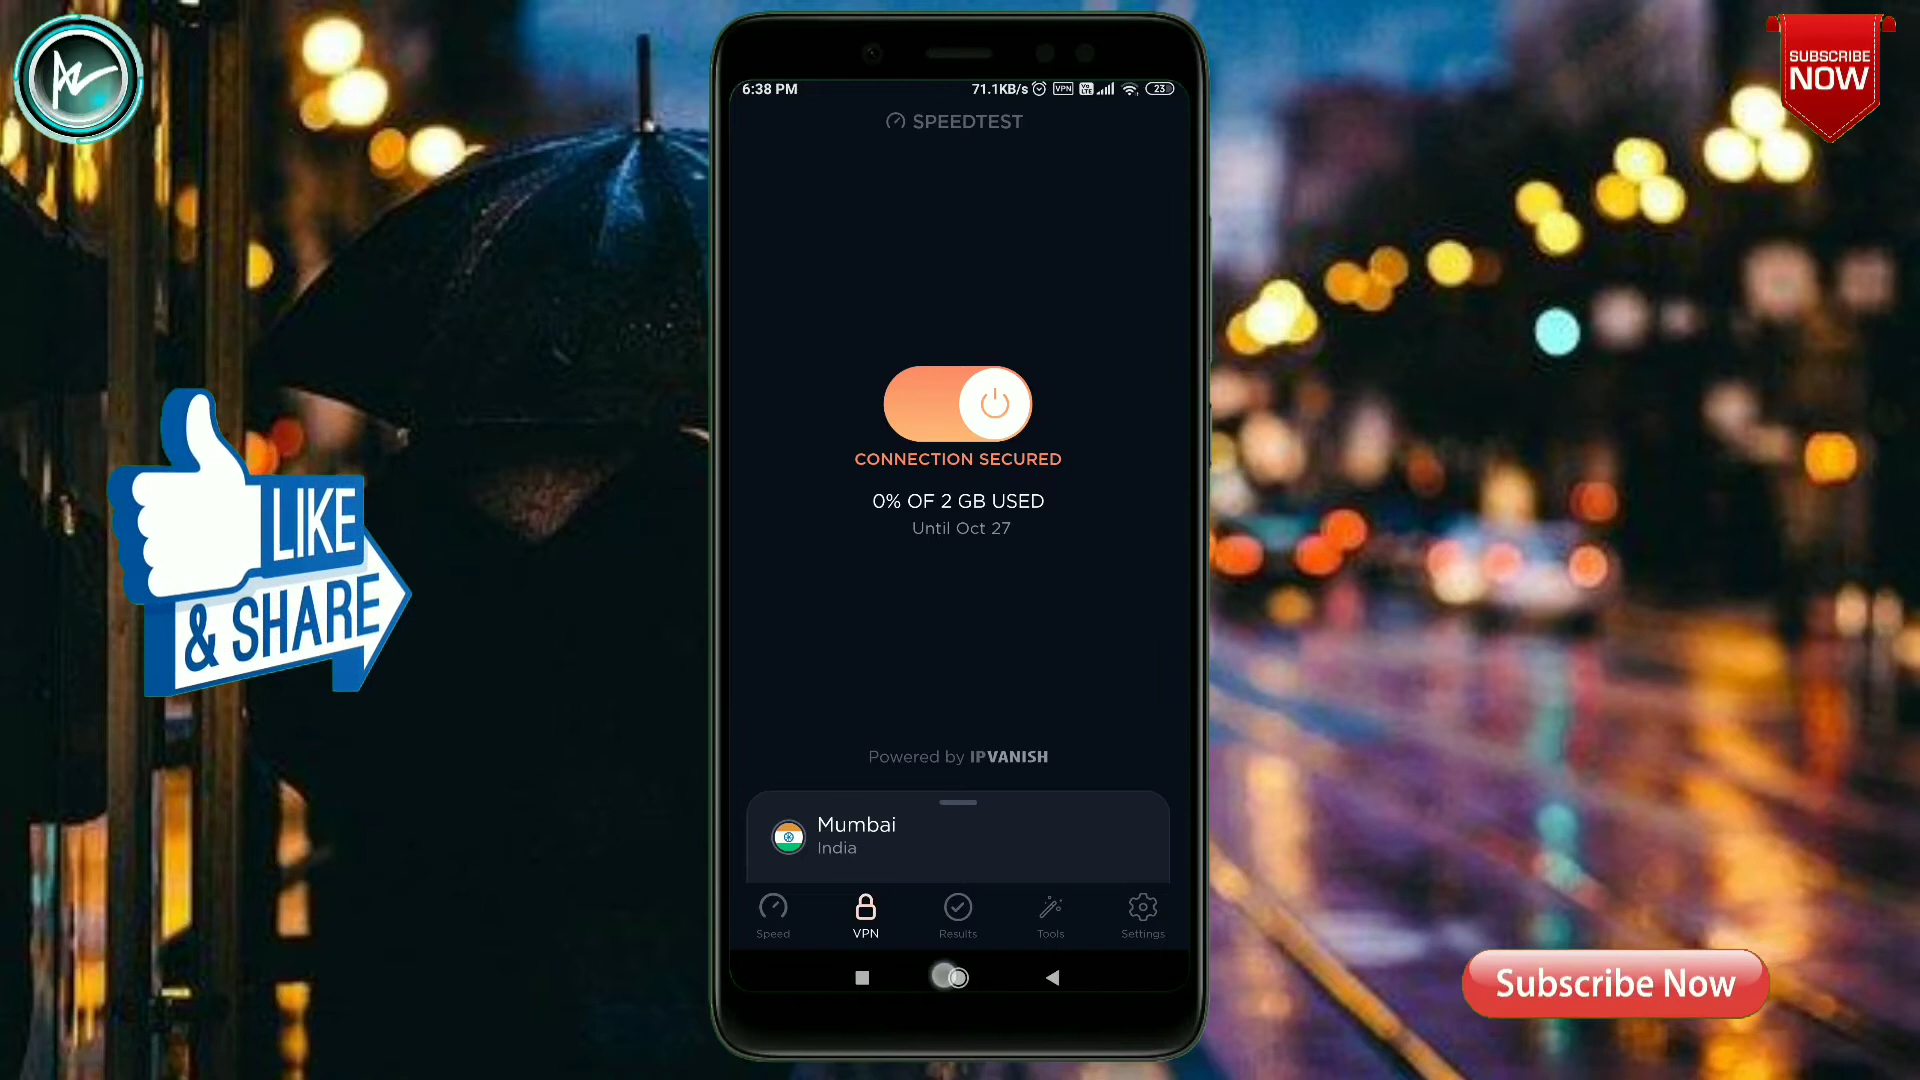 6:38 PM
71.1KB/s
VPN
23
SPEEDTEST
SUBSCRIBE
NOW
CONNECTION SECURED
0% OF 2 GB USED
Until Oct 27
LIKE
& SHARE
Powered by IPVANISH
Mumbai
India
Speed
VPN
Results
Tools
Settings
Subscribe Now